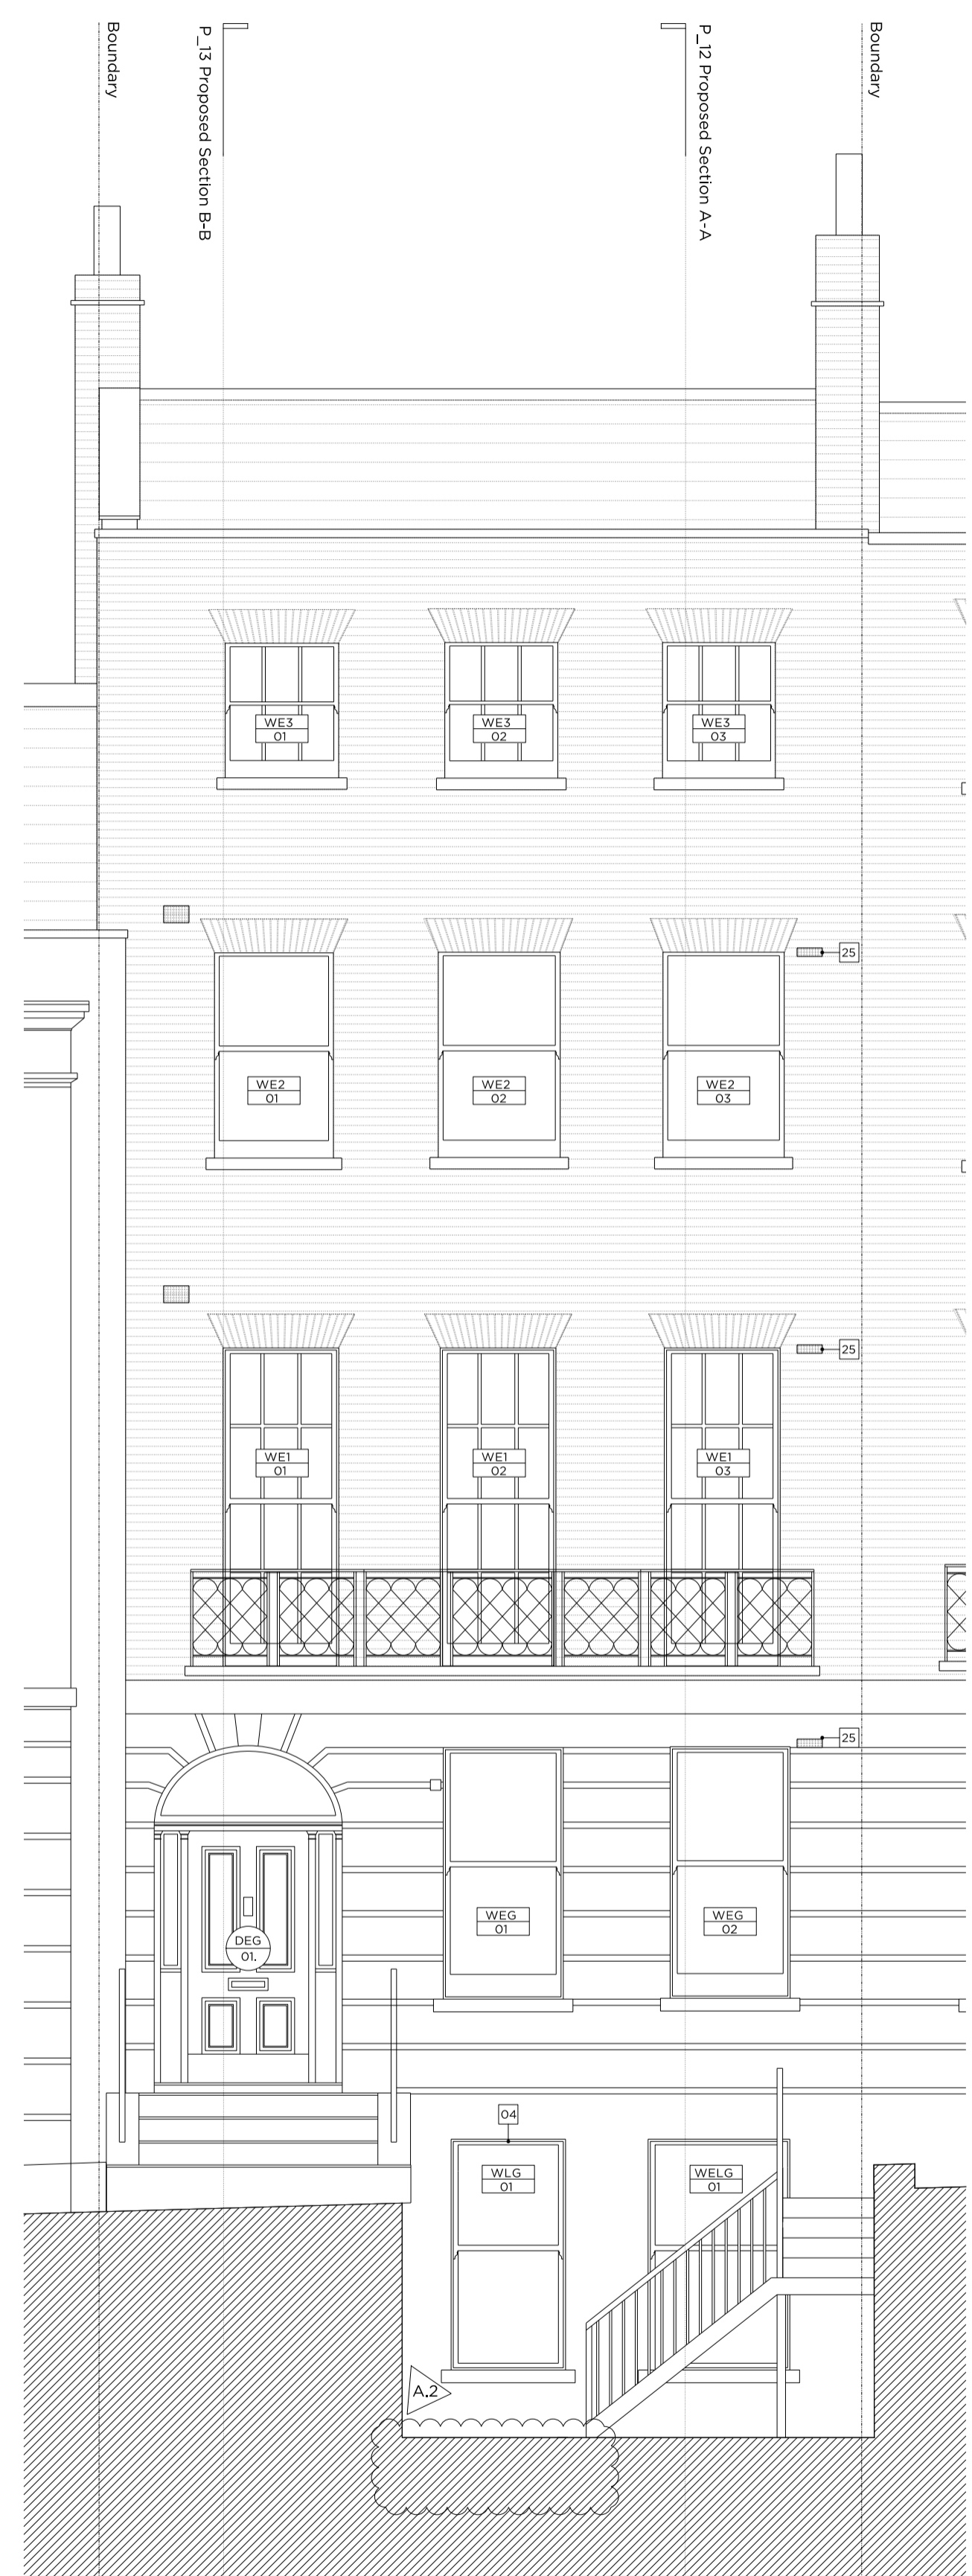 Boundary
P_13 Proposed Section B-B
P_12 Proposed Section A-A
Boundary
WE3
01
WE3
02
WE3
03
25
WE2
01
WE2
02
WE2
03
25
WE1
01
WE1
02
WE1
03
25
WEG
01
WEG
02
DEG
01.
04
WLG
01
WELG
01
A.2